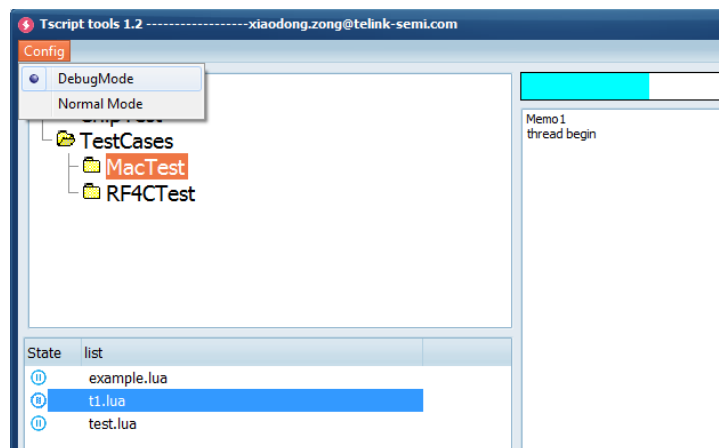 Tscript tools 1.2 ------------------xiaodong.zong@telink-semi.com
Config
DebugMode
Normal Mode
TestCases
MacTest
RF4CTest
Memo1
thread begin
State list
example.lua
t1.lua
test.lua